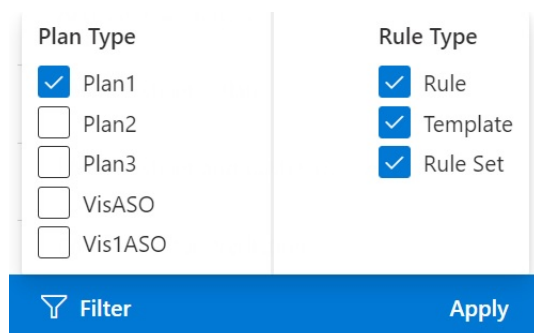 Plan Type
Plan1
Plan2
Plan3
VisASO
Vis1ASO
Rule Type
Rule
Template
Rule Set
Filter
Apply